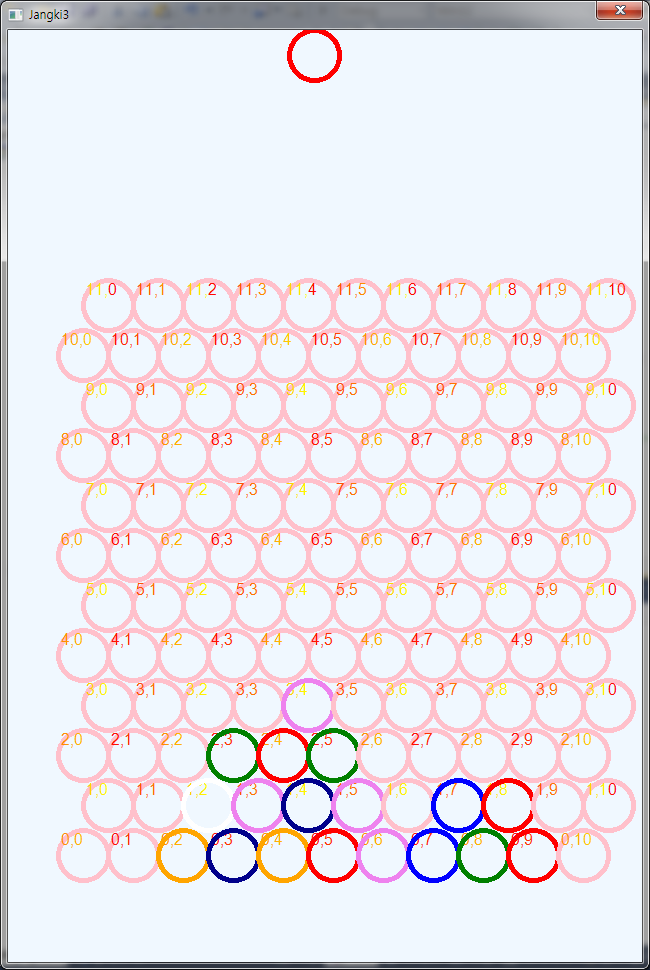 Jangki3
11,0 11,1 11,2 11,3 11,4 11,5 11,6 11,7 11,8 11,9 11,10
10,0 10,1 10,2 10,3 10,4 10,5 10,6 10,7 10,8 10,9 10,10
9,0 9,1 9,2 9,3 9,4 9,5 9,6 9,7 9,8 9,9 9,10
8,0 8,1 8,2 8,3 8,4 8,5 8,6 8,7 8,8 8,9 8,10
7,0 7,1 7,2 7,3 7,4 7,5 7,6 7,7 7,8 7,9 7,10
6,0 6,1 6,2 6,3 6,4 6,5 6,6 6,7 6,8 6,9 6,10
5,0 5,1 5,2 5,3 5,4 5,5 5,6 5,7 5,8 5,9 5,10
4,0 4,1 4,2 4,3 4,4 4,5 4,6 4,7 4,8 4,9 4,10
3,0 3,1 3,2 3,3 3,4 3,5 3,6 3,7 3,8 3,9 3,10
2,0 2,1 2,2 2,3 2,4 2,5 2,6 2,7 2,8 2,9 2,10
1,0 1,1 1,2 1,3 1,4 1,5 1,6 1,7 1,8 1,9 1,10
0,0 0,1 0,2 0,3 0,4 0,5 0,6 0,7 0,8 0,9 0,10